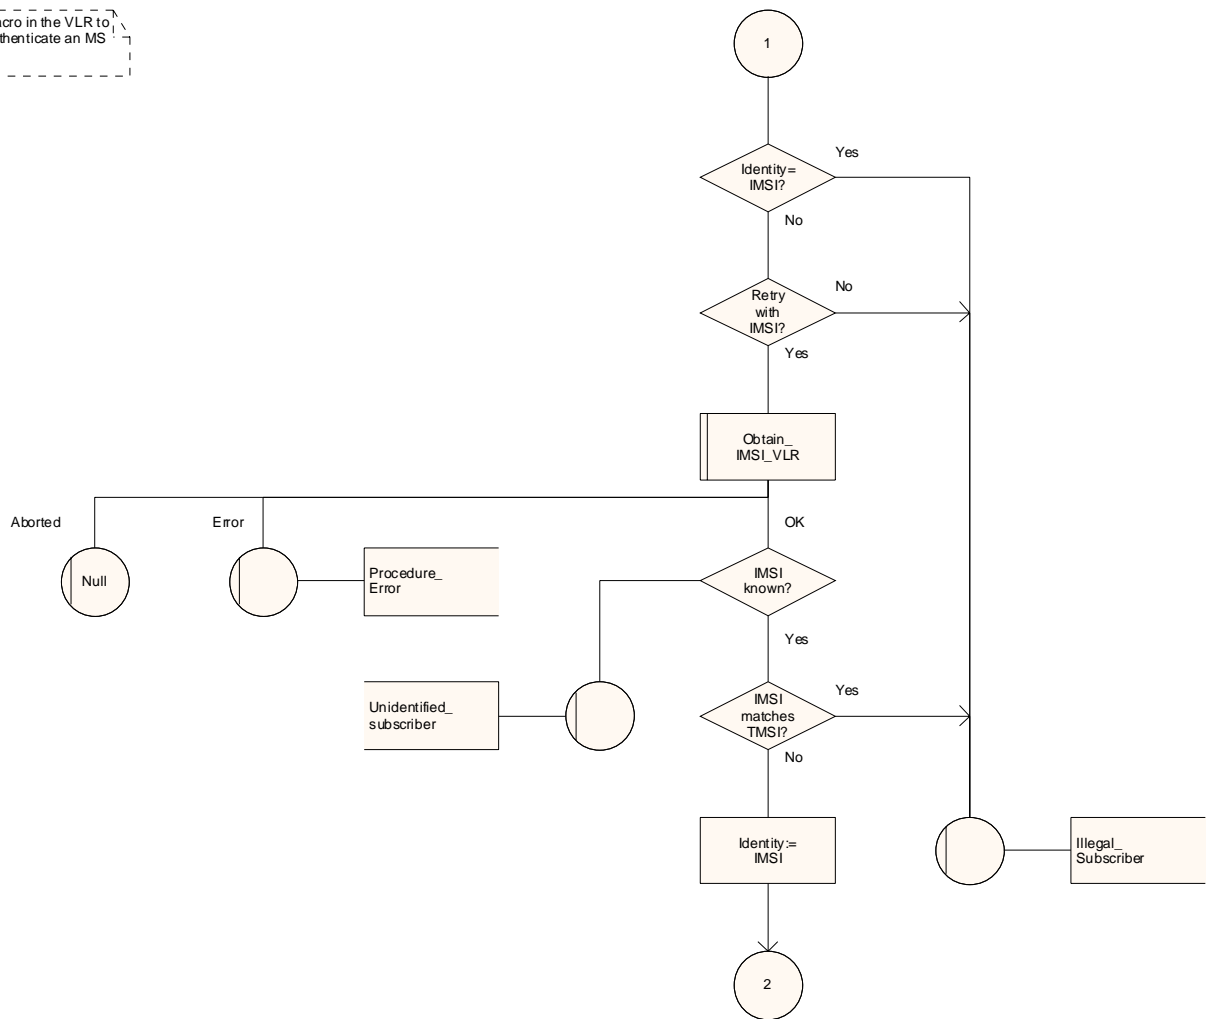 in the VLR to
an MS
1
Identity=
IMSI?
Yes
No
Retry
with
IMSI?
No
Yes
Obtain_
IMSI_VLR
Aborted
Error
OK
Null
Procedure_
Error
IMSI
known?
Yes
Unidentified_
subscriber
IMSI
matches
TMSI?
Yes
No
Identity:=
IMSI
Illegal_
Subscriber
2